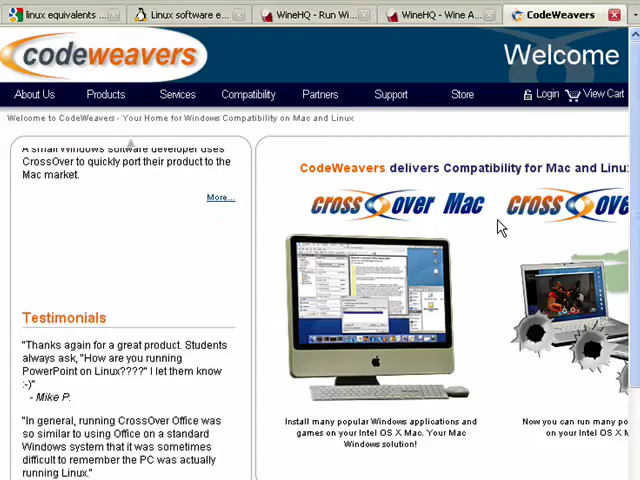 linux equivalents ...
Linux software e...
WineHQ - Run Wi...
WineHQ - Wine A...
CodeWeavers
codeweavers
Welcome
About Us
Products
Services
Compatibility
Partners
Support
Store
Login
View Cart
Welcome to CodeWeavers - Your Home for Windows Compatibility on Mac and Linux
A small Windows software developer uses
CrossOver to quickly port their product to the
Mac market.
More...
Testimonials
"Thanks again for a great product. Students
always ask, "How are you running
PowerPoint on Linux????" I let them know
:-)"
- Mike P.
"In general, running CrossOver Office was
so similar to using Office on a standard
Windows system that it was sometimes
difficult to remember the PC was actually
running Linux."
CodeWeavers delivers Compatibility for Mac and Linu
cross over Mac
cross ove
Install many popular Windows applications and
games on your Intel OS X Mac. Your Mac
Windows solution!
Now you can run many po
on your Intel OS X M